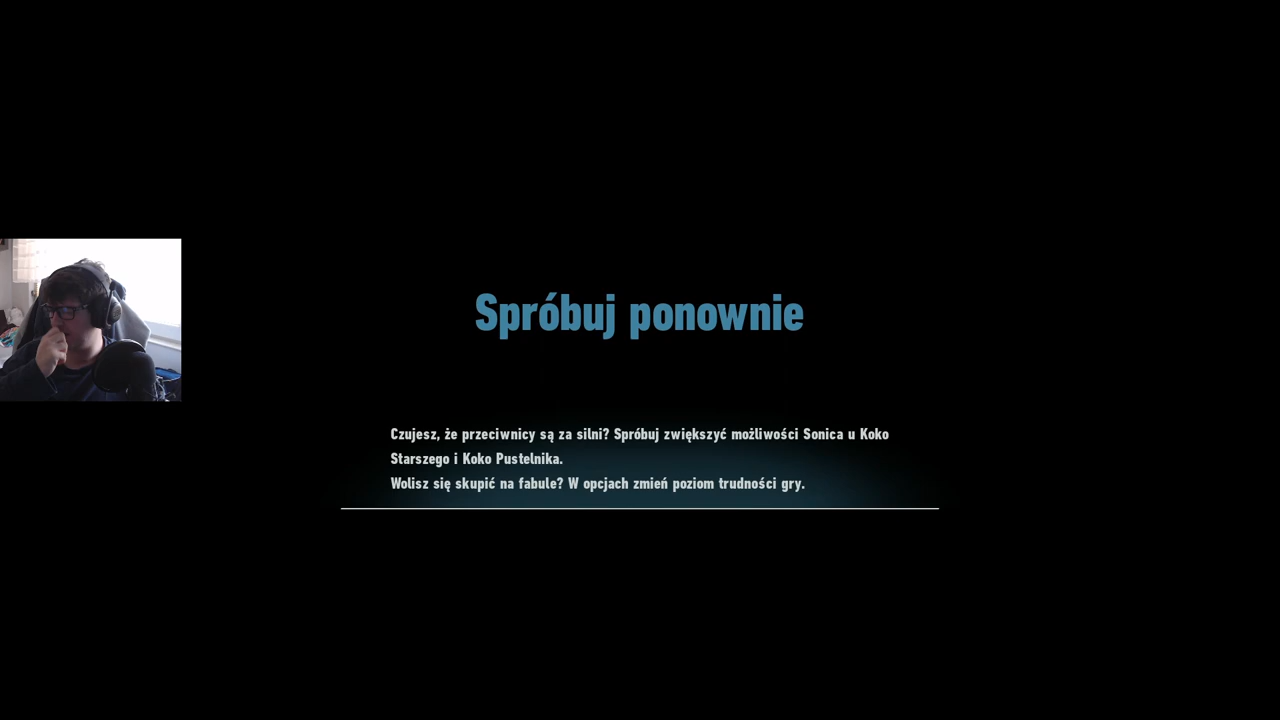 Spróbuj ponownie
Czujesz, że przeciwnicy są za silni? Spróbuj zwiększyć możliwości Sonica u Koko
Starszego i Koko Pustelnika.
Wolisz się skupić na fabule? W opcjach zmień poziom trudności gry.